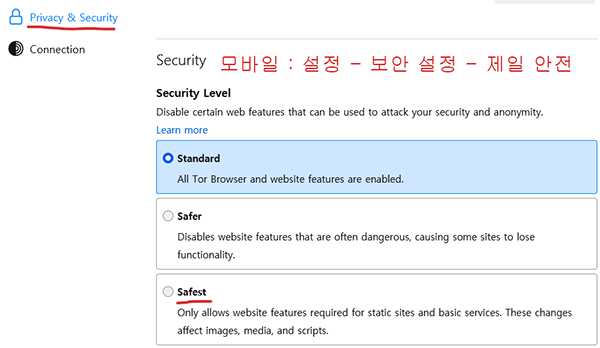 Privacy & Security
Connection
Security 모바일 : 설정 – 보안 설정 – 제일 안전
Security Level
Disable certain web features that can be used to attack your security and anonymity.
Learn more
Standard
All Tor Browser and website features are enabled.
Safer
Disables website features that are often dangerous, causing some sites to lose
functionality.
Safest
Only allows website features required for static sites and basic services. These changes
affect images, media, and scripts.